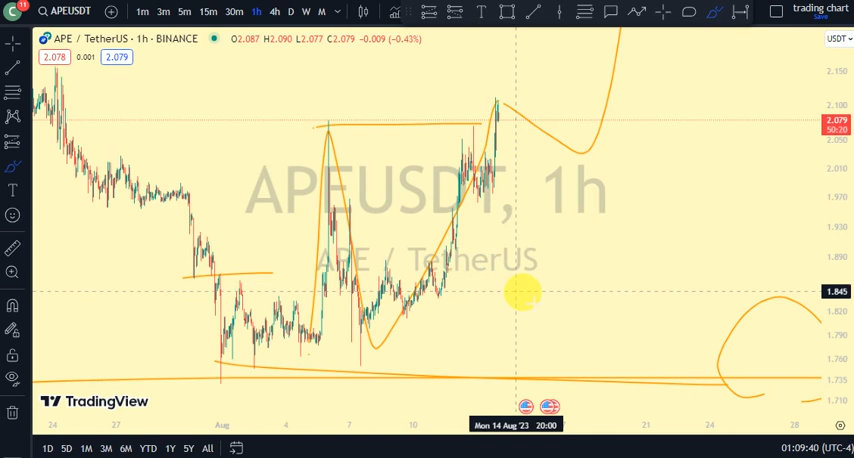 C 11 APEUSDT 1m 3m 5m 15m 30m 1h 4h D W M trading chart
Save
APE / TetherUS · 1h · BINANCE O2.087 H2.090 L2.077 C2.079 -0.009 (-0.43%) USDT
2.078 0.001 2.079
2.150
2.100
2.079
50:20
2.050
2.010
1.970
1.930
1.890
1.845
1.820
1.790
1.760
1.735
1.710
APEUSDT, 1h
APE / TetherUS
TradingView
24 27 Aug 4 7 10 Mon 14 Aug '23 20:00 21 24 28
1D 5D 1M 3M 6M YTD 1Y 5Y All 01:09:40 (UTC-4)